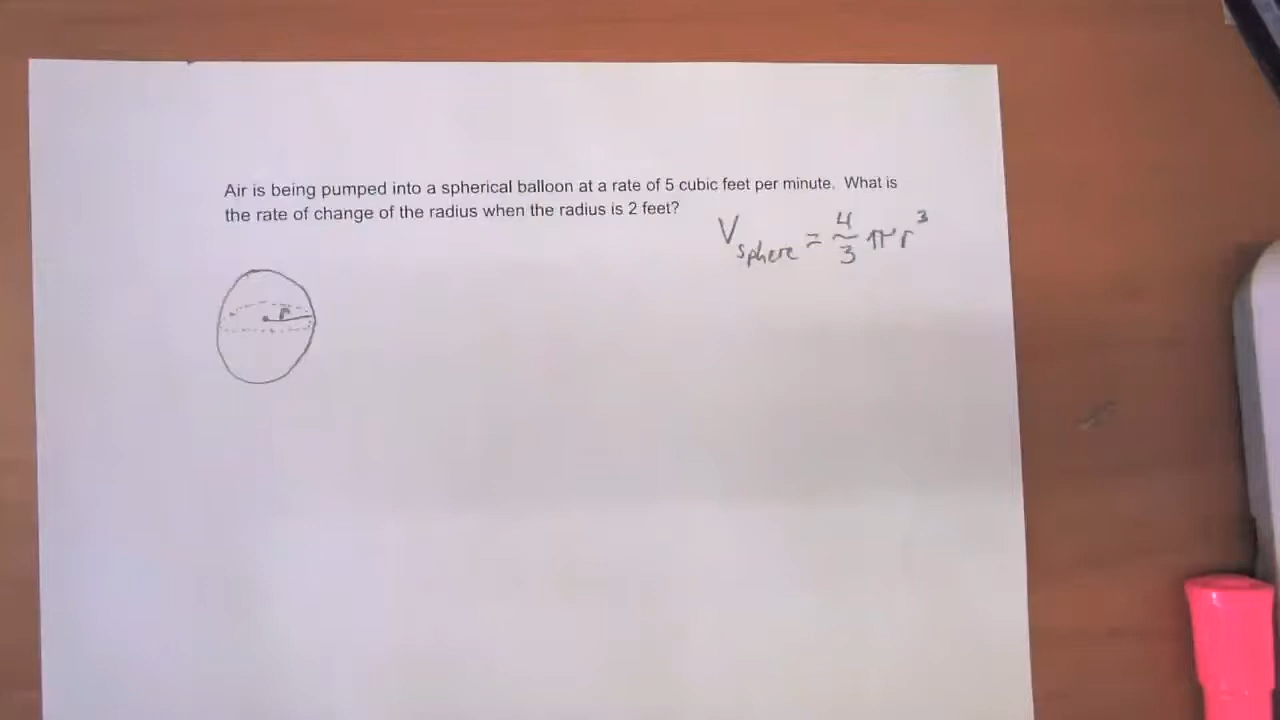 Air is being pumped into a spherical balloon at a rate of 5 cubic feet per minute. What is
the rate of change of the radius when the radius is 2 feet?
V sphere = 4/3 πr³
r